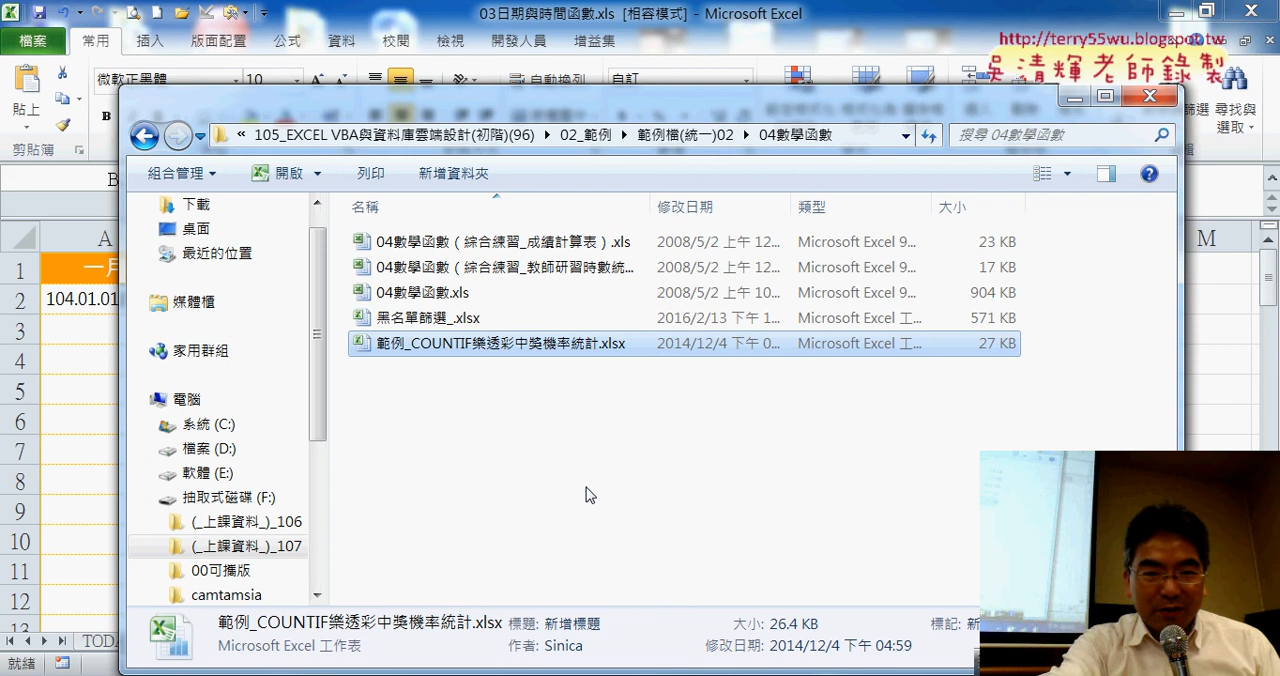 03日期與時間函數.xls [相容模式] - Microsoft Excel
檔案 常用 插入 版面配置 公式 資料 校閱 檢視 開發人員 增益集
http://terry55wu.blogspot.tw
吳清輝老師錄製
貼上
剪貼簿
微軟正黑體 10
B
自動換列
自訂
篩選 尋找與
選取
« 105_EXCEL VBA與資料庫雲端設計(初階)(96) 02_範例 範例檔(統一)02 04數學函數
搜尋 04數學函數
組合管理 開啟 列印 新增資料夾
下載
桌面
最近的位置
媒體櫃
家用群組
電腦
系統 (C:)
檔案 (D:)
軟體 (E:)
抽取式磁碟 (F:)
(_上課資料_)_106
(_上課資料_)_107
00可攜版
camtamsia
名稱 修改日期 類型 大小
04數學函數（綜合練習_成績計算表）.xls 2008/5/2 上午 12... Microsoft Excel 9... 23 KB
04數學函數（綜合練習_教師研習時數統... 2008/5/2 上午 12... Microsoft Excel 9... 17 KB
04數學函數.xls 2008/5/2 上午 10... Microsoft Excel 9... 904 KB
黑名單篩選_.xlsx 2016/2/13 下午 1... Microsoft Excel 工... 571 KB
範例_COUNTIF樂透彩中獎機率統計.xlsx 2014/12/4 下午 0... Microsoft Excel 工... 27 KB
A M
1 一月
2 104.01.01
3
4
5
6
7
8
9
10
11
12
13
範例_COUNTIF樂透彩中獎機率統計.xlsx 標題: 新增標題 大小: 26.4 KB 標記: 新
Microsoft Excel 工作表 作者: Sinica 修改日期: 2014/12/4 下午 04:59
TOD
就緒